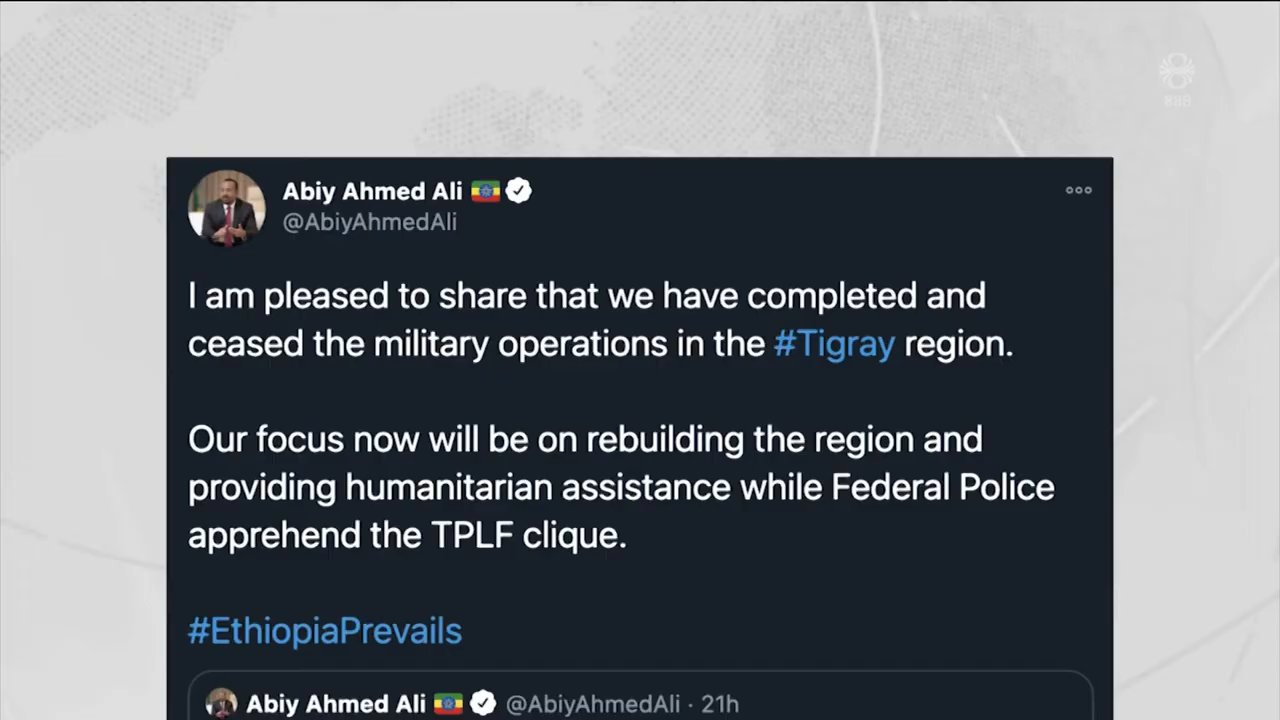 888
Abiy Ahmed Ali
@AbiyAhmedAli
I am pleased to share that we have completed and
ceased the military operations in the #Tigray region.
Our focus now will be on rebuilding the region and
providing humanitarian assistance while Federal Police
apprehend the TPLF clique.
#EthiopiaPrevails
Abiy Ahmed Ali @AbiyAhmedAli · 21h